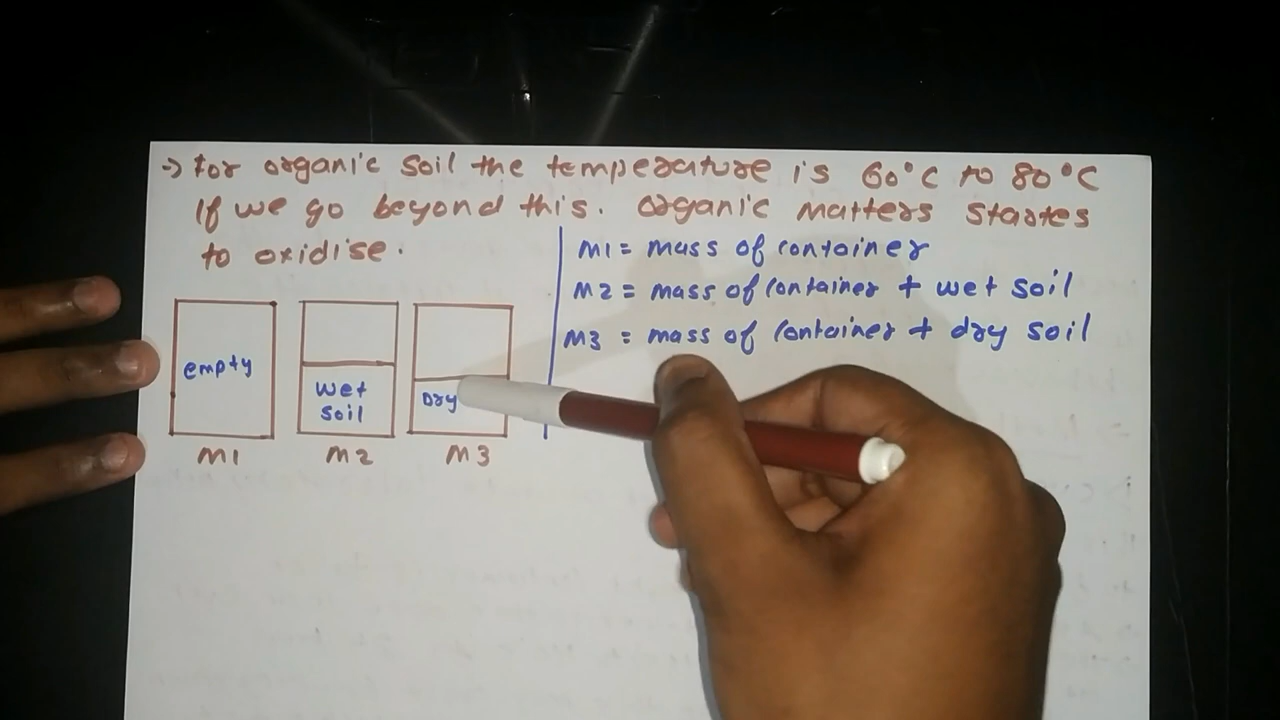 → For organic soil the temperature is 60°C to 80°C
If we go beyond this. Organic matters startes
to oxidise.
M1 = mass of container
M2 = mass of container + wet soil
M3 = mass of container + dry soil
empty
wet
soil
Dry
M1 M2 M3